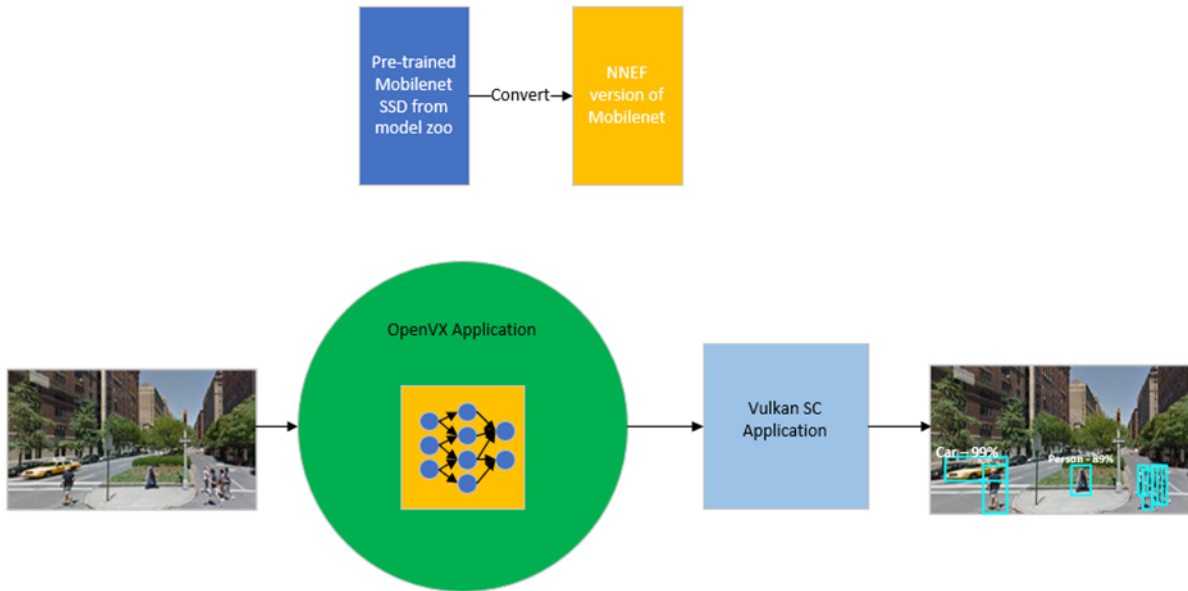 Pre-trained
Mobilenet
SSD from
model zoo
Convert
NNEF
version of
Mobilenet
OpenVX Application
Vulkan SC
Application
Car – 99%
Person - 89%